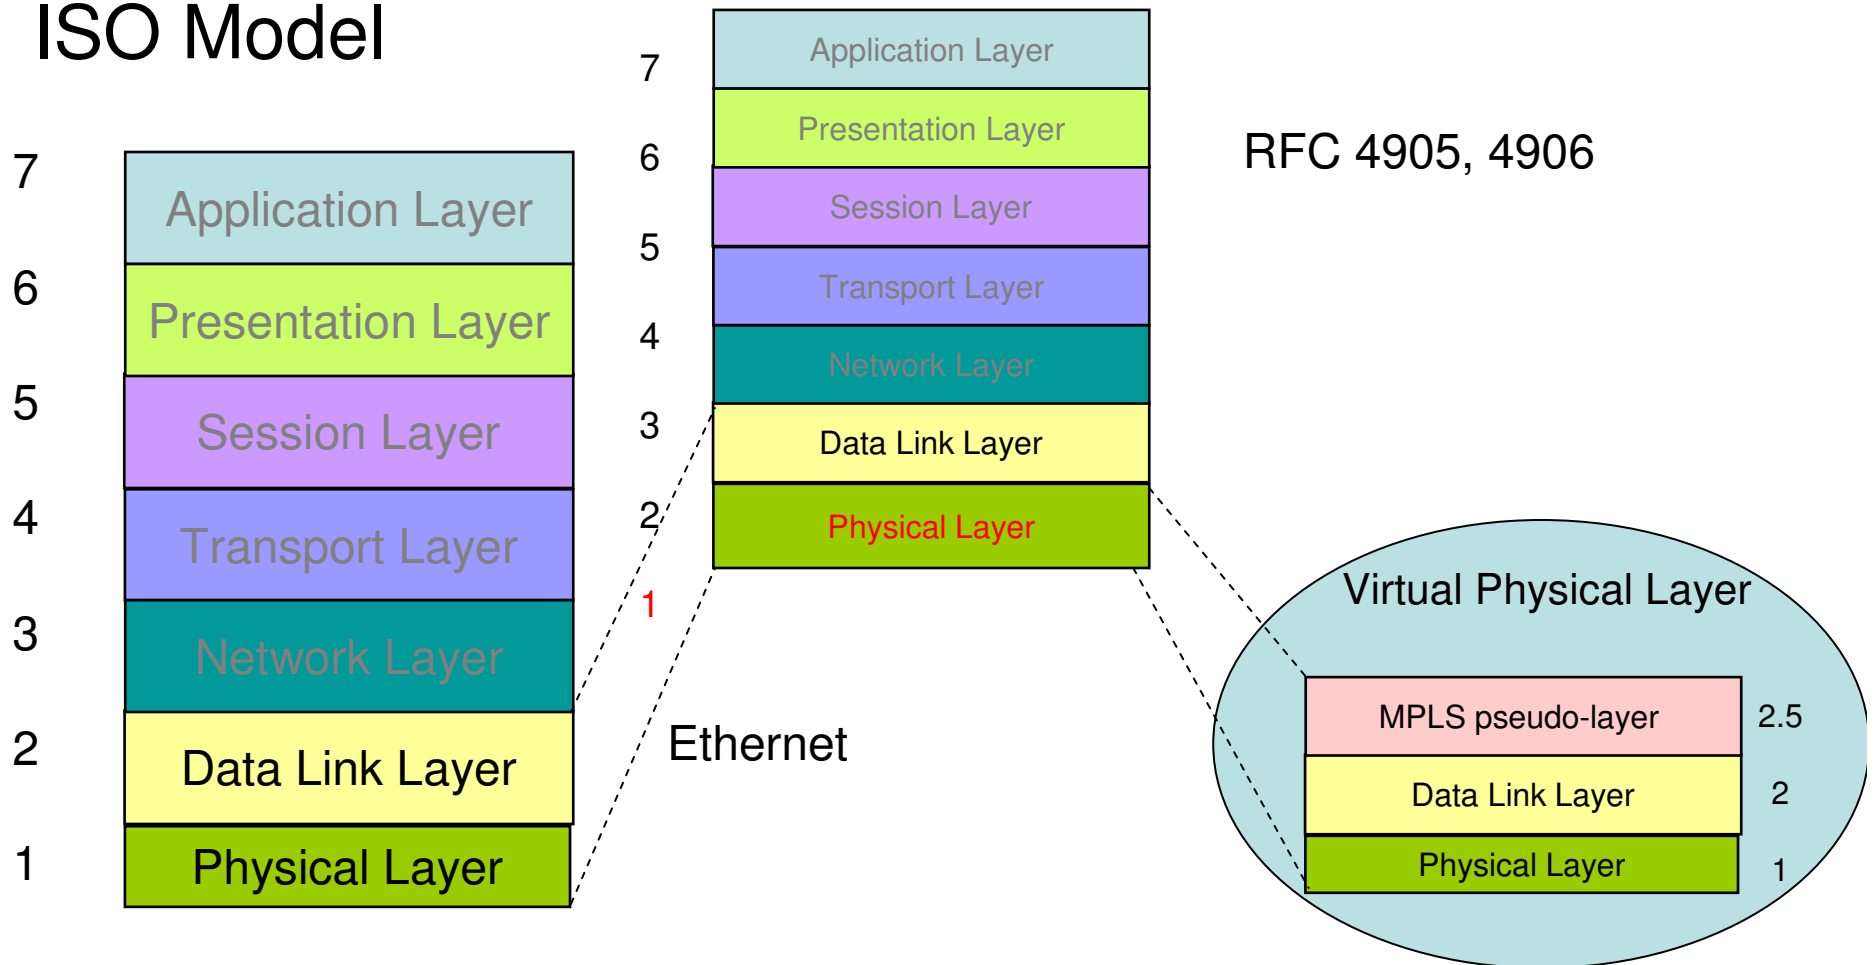 ISO Model
7
Application Layer
6
Presentation Layer
5
Session Layer
4
Transport Layer
3
Network Layer
2
Data Link Layer
1
Physical Layer
7
Application Layer
6
Presentation Layer
5
Session Layer
4
Transport Layer
3
Network Layer
2
Data Link Layer
1
Physical Layer
Ethernet
RFC 4905, 4906
Virtual Physical Layer
MPLS pseudo-layer 2.5
Data Link Layer 2
Physical Layer 1